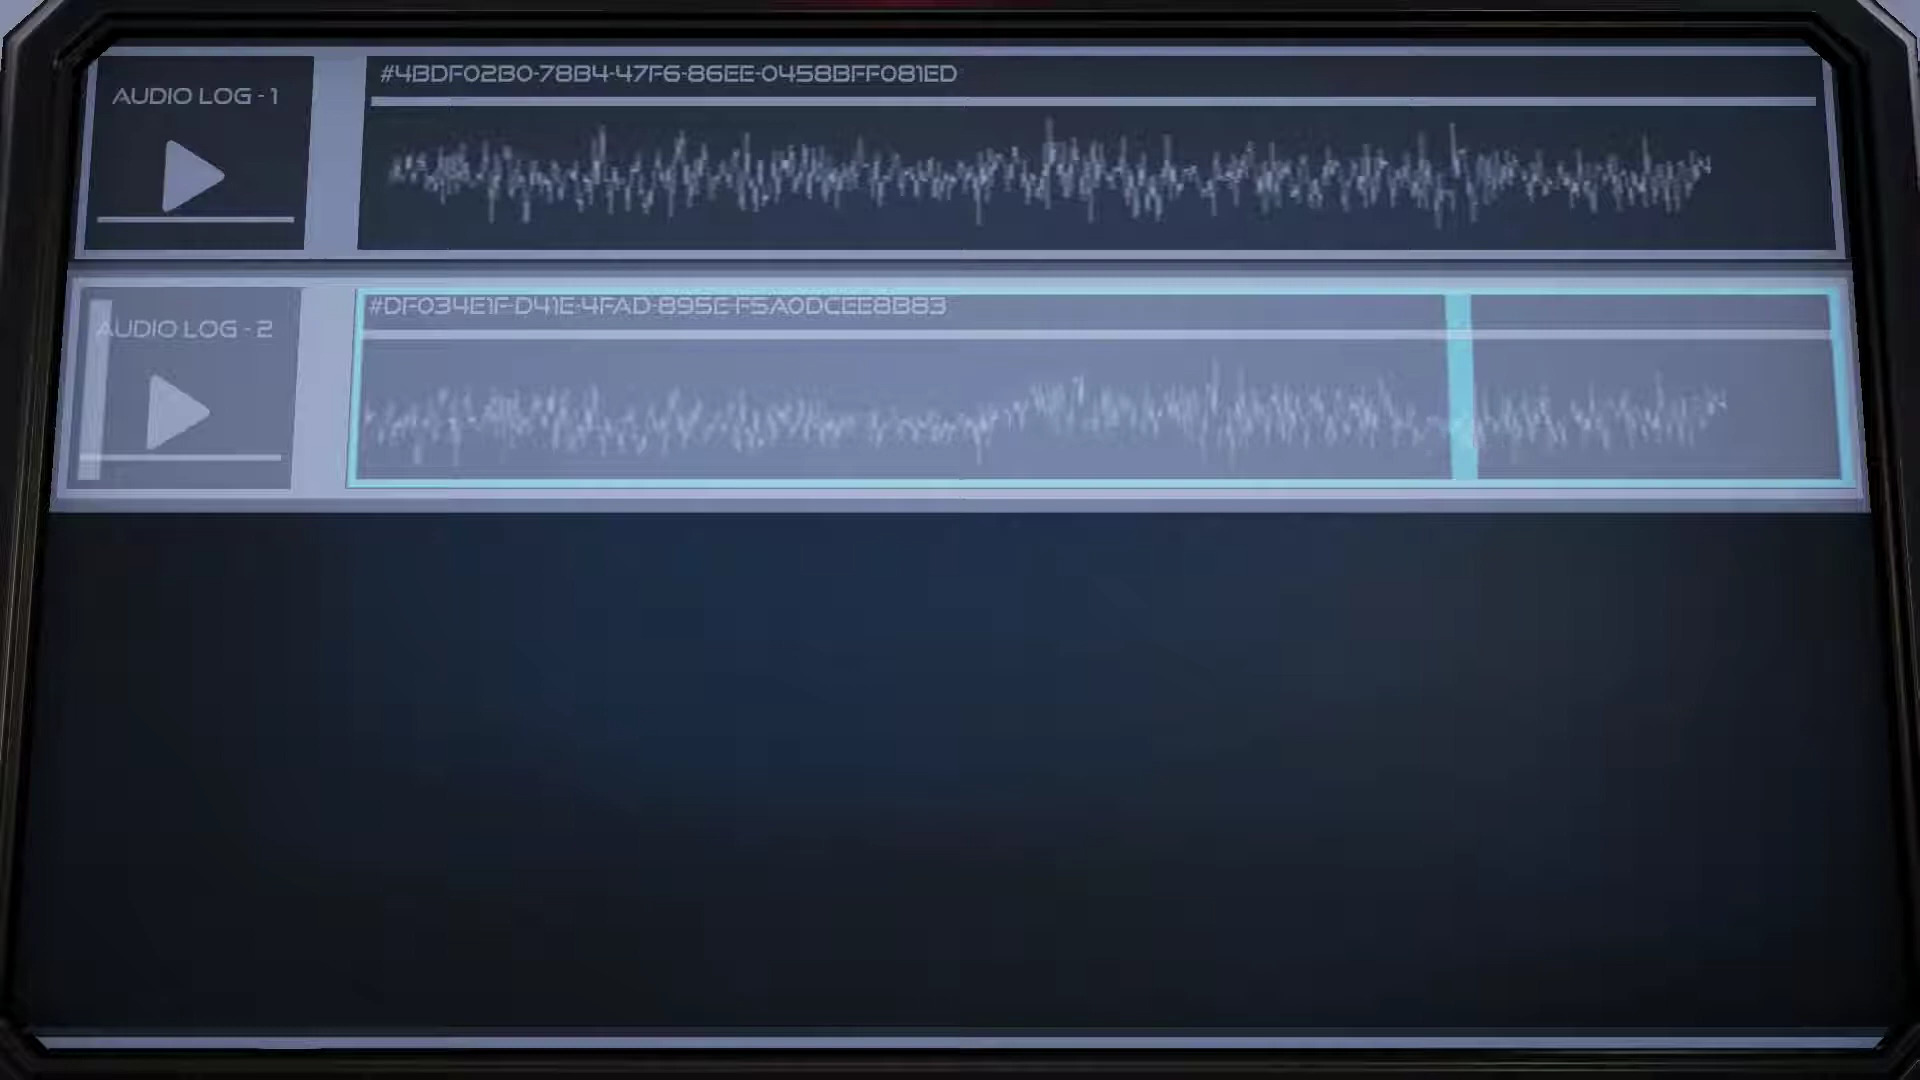 AUDIO LOG - 1
#4BDF02B0-78B4-47F6-86EE-0458BFF081ED
AUDIO LOG - 2
#DF034E1F-D41E-4FAD-895E-F5A0DCEE8B83